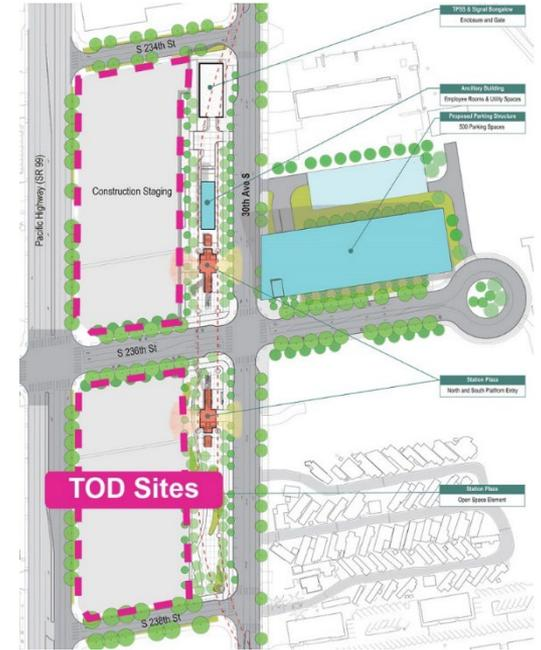 TPSS & Signal Bungalow
Enclosure and Gate
S 234th St
Ancillary Building
Employee Rooms & Utility Spaces
Proposed Parking Structure
500 Parking Spaces
Pacific Highway (SR 99)
Construction Staging
30th Ave S
S 236th St
Station Plaza
North and South Platform Entry
TOD Sites
Station Plaza
Open Space Element
S 238th St